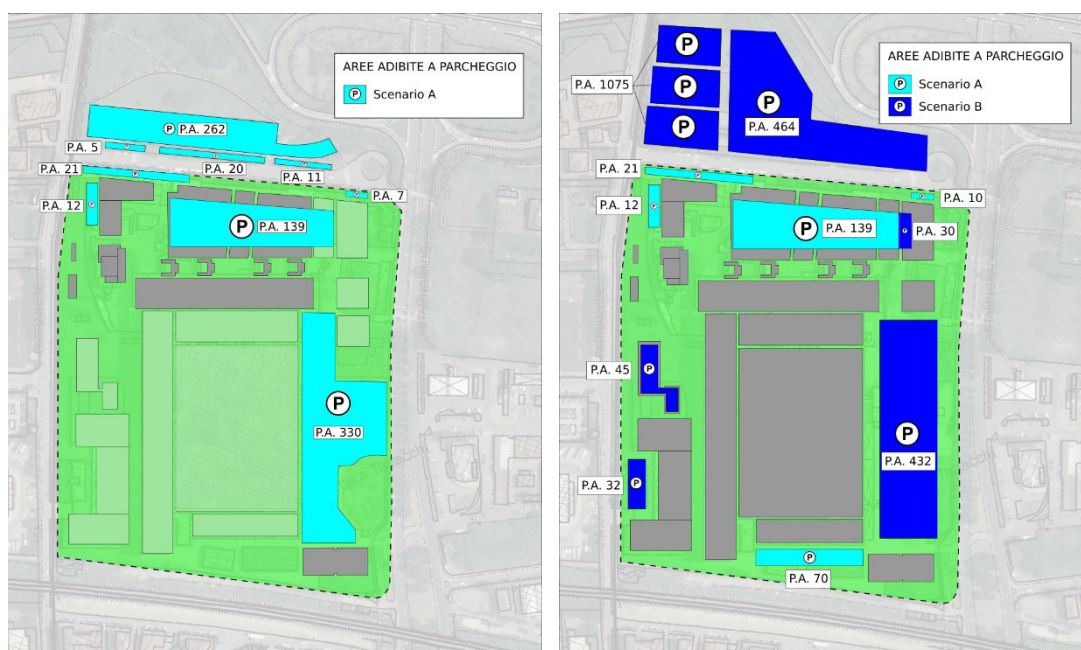 AREE ADIBITE A PARCHEGGIO
P Scenario A
P P.A. 262
P.A. 5
P
P
P.A. 20
P
P.A. 11
P.A. 21
P
P.A. 12
P
P
P.A. 7
P P.A. 139
P
P.A. 330
AREE ADIBITE A PARCHEGGIO
P Scenario A
P Scenario B
P
P.A. 1075
P
P
P
P.A. 464
P.A. 21
P
P.A. 12
P
P
P.A. 10
P P.A. 139
P
P.A. 30
P.A. 45
P
P
P.A. 432
P.A. 32
P
P
P.A. 70